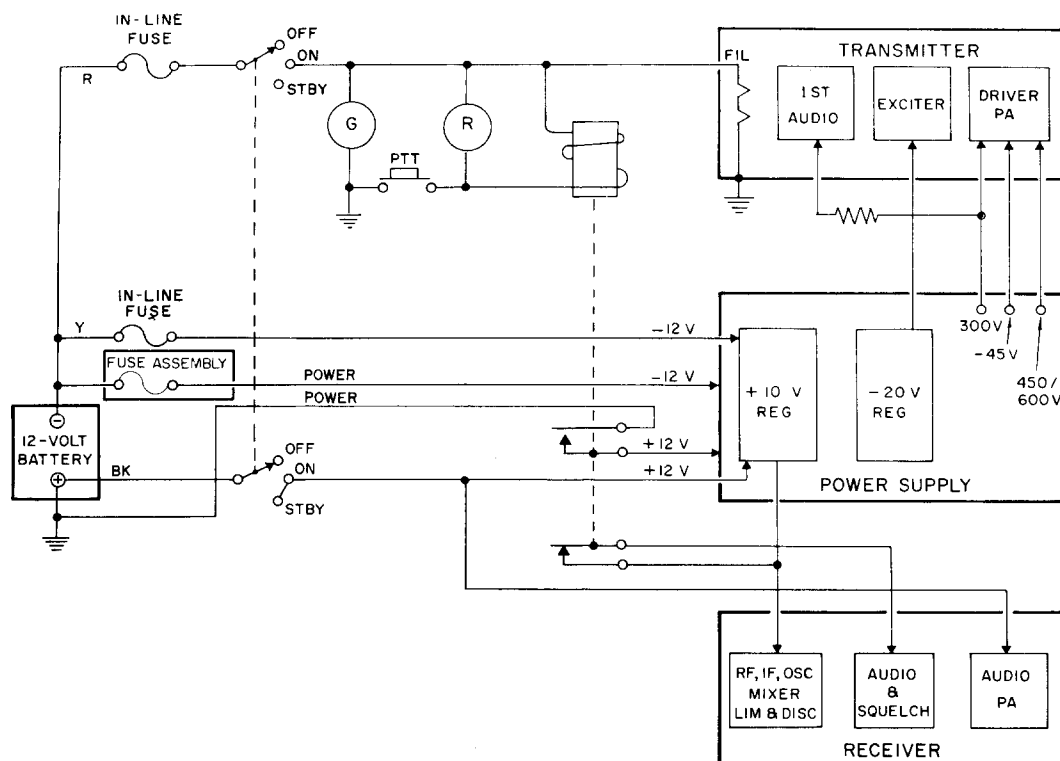 IN-LINE
FUSE
R
OFF
ON
STBY
G
R
PTT
FIL
TRANSMITTER
1ST
AUDIO
EXCITER
DRIVER
PA
IN-LINE
FUSE
Y
-12 V
FUSE ASSEMBLY
POWER
-12 V
POWER
12-VOLT
BATTERY
BK
OFF
ON
STBY
+12 V
+12 V
+10 V
REG
-20V
REG
300V
-45V
450/
600V
POWER SUPPLY
RF, IF, OSC
MIXER
LIM & DISC
AUDIO
&
SQUELCH
AUDIO
PA
RECEIVER